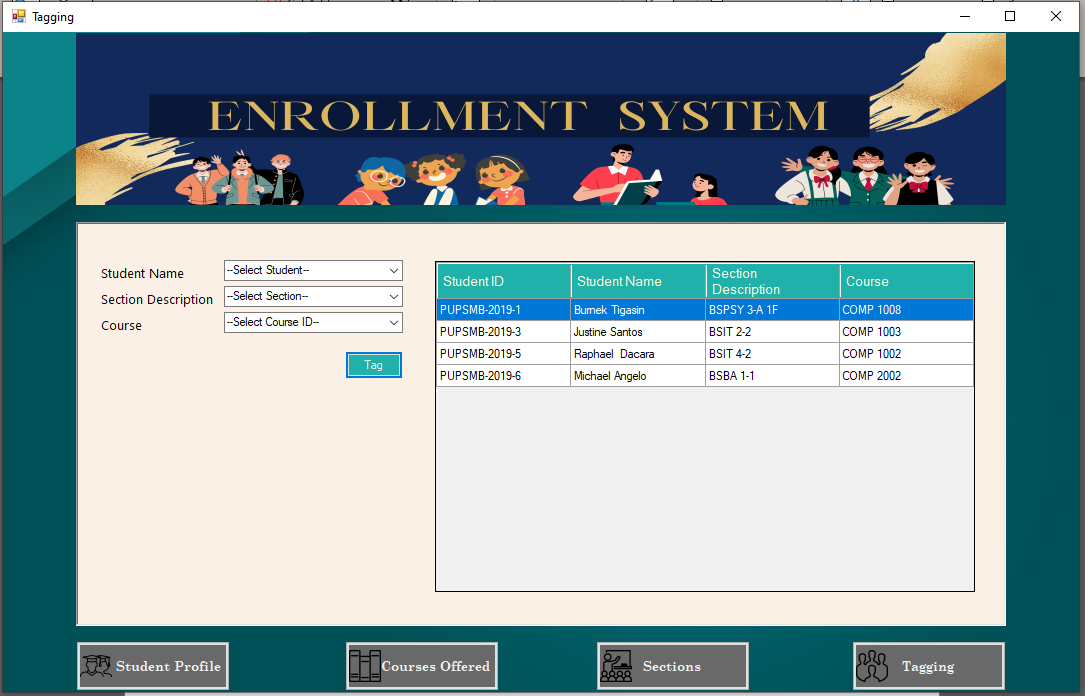 Tagging
ENROLLMENT SYSTEM
Student Name --Select Student--
Section Description --Select Section--
Course --Select Course ID--
Tag
Student ID Student Name Section Description Course
PUPSMB-2019-1 Burnek Tigasin BSPSY 3-A 1F COMP 1008
PUPSMB-2019-3 Justine Santos BSIT 2-2 COMP 1003
PUPSMB-2019-5 Raphael Dacara BSIT 4-2 COMP 1002
PUPSMB-2019-6 Michael Angelo BSBA 1-1 COMP 2002
Student Profile Courses Offered Sections Tagging